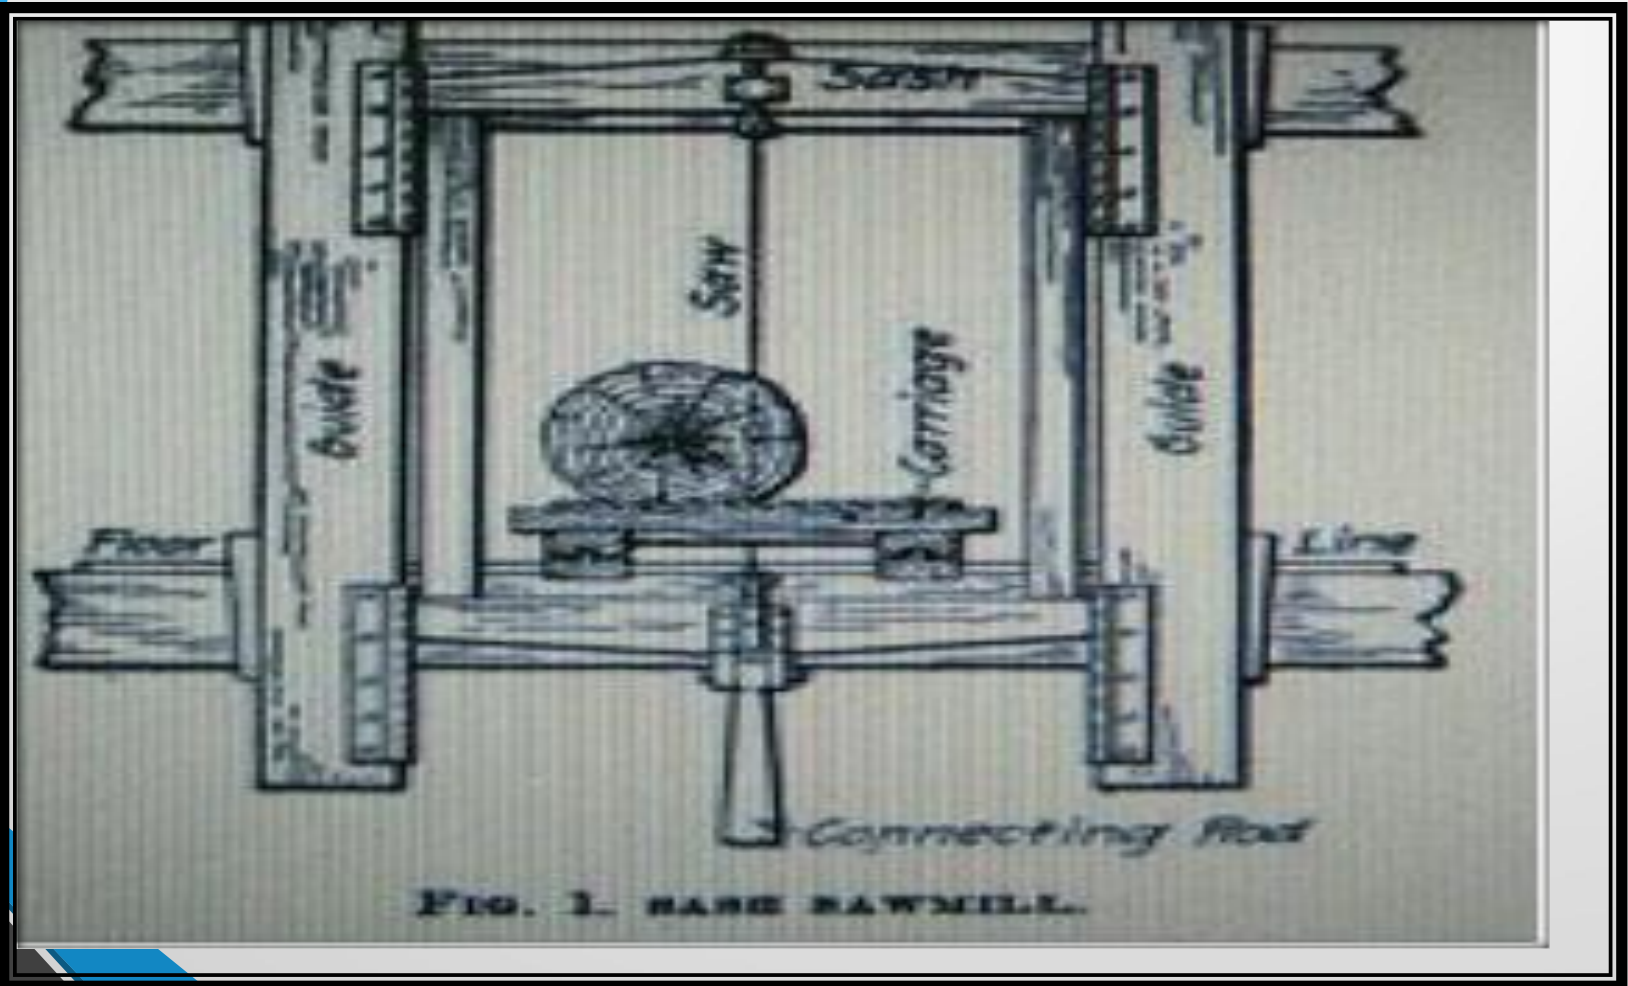 Sash
Saw
Carriage
Guide
Guide
Floor
Line
Connecting Rod
FIG. 1. SASH SAWMILL.